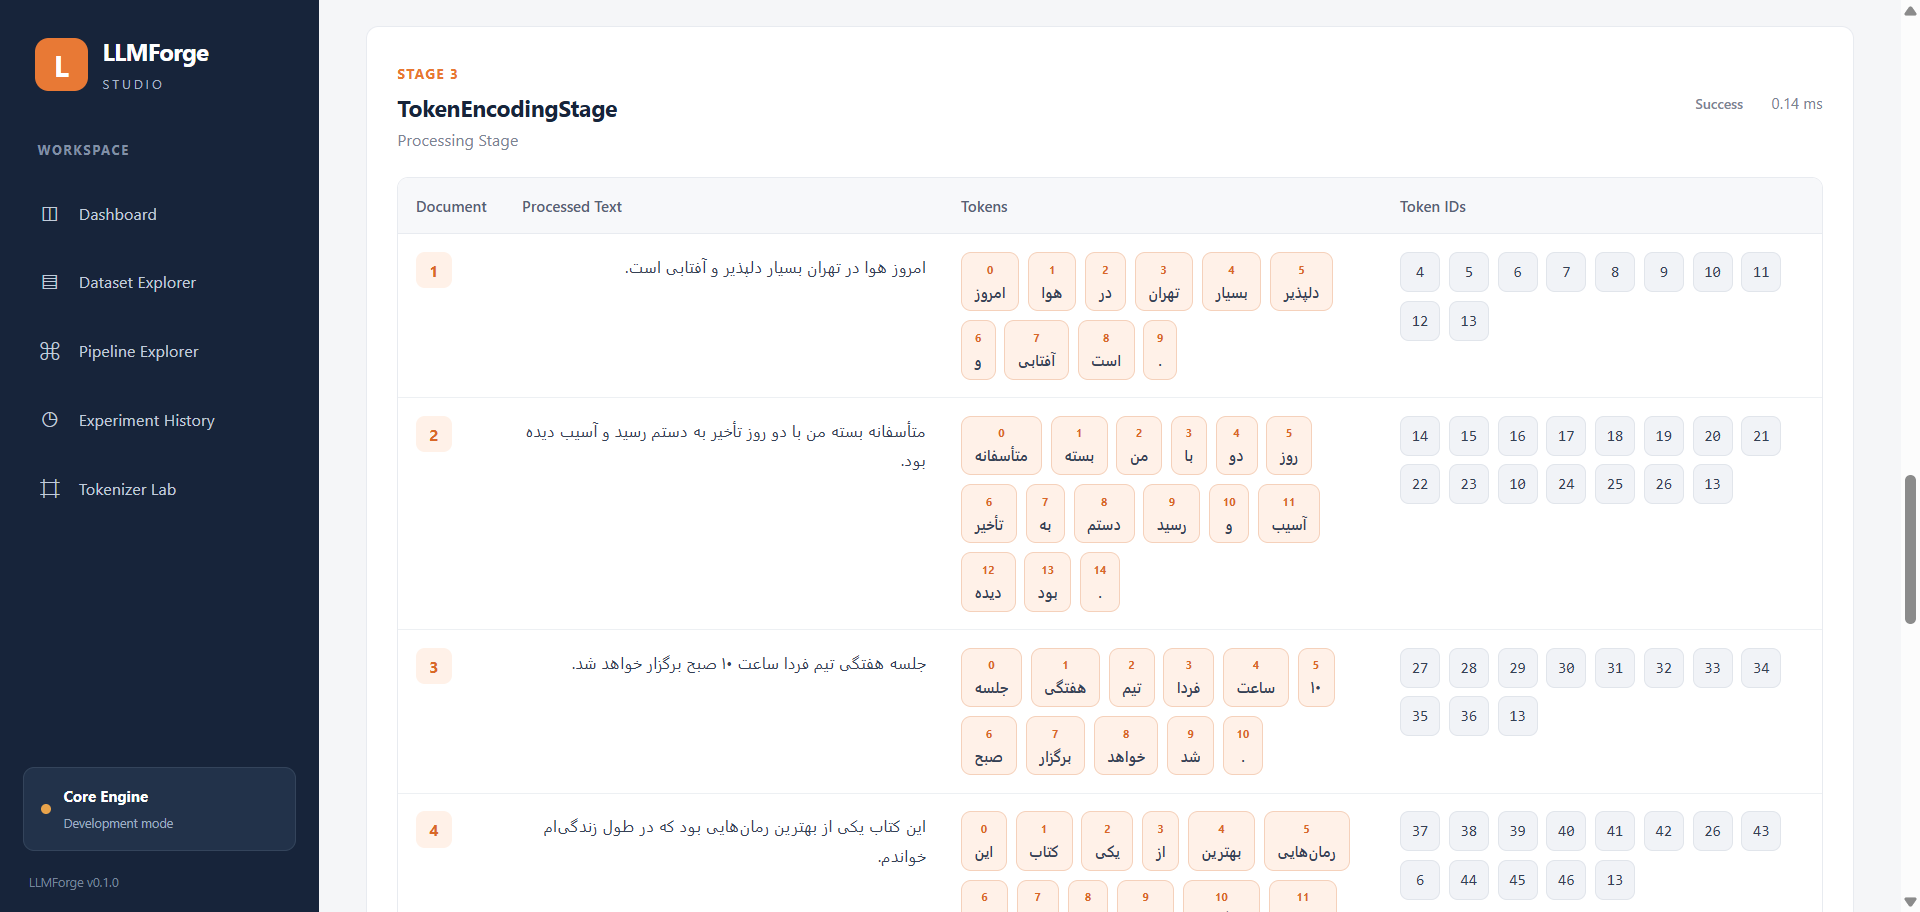 L
LLMForge
STUDIO
WORKSPACE
Dashboard
Dataset Explorer
Pipeline Explorer
Experiment History
Tokenizer Lab
Core Engine
Development mode
LLMForge v0.1.0
STAGE 3
TokenEncodingStage
Processing Stage
Success 0.14 ms
Document Processed Text Tokens Token IDs
1
امروز هوا در تهران بسیار دلپذیر و آفتابی است.
0 1 2 3 4 5
امروز هوا در تهران بسیار دلپذیر
6 7 8 9
و آفتابی است .
4 5 6 7 8 9 10 11
12 13
2
متأسفانه بسته من با دو روز تأخیر به دستم رسید و آسیب دیده
بود.
0 1 2 3 4 5
متأسفانه بسته من با دو روز
6 7 8 9 10 11
تأخیر به دستم رسید و آسیب
12 13 14
دیده بود .
14 15 16 17 18 19 20 21
22 23 10 24 25 26 13
3
جلسه هفتگی تیم فردا ساعت ۱۰ صبح برگزار خواهد شد.
0 1 2 3 4 5
جلسه هفتگی تیم فردا ساعت ۱۰
6 7 8 9 10
صبح برگزار خواهد شد .
27 28 29 30 31 32 33 34
35 36 13
4
این کتاب یکی از بهترین رمان‌هایی بود که در طول زندگی‌ام
خواندم.
0 1 2 3 4 5
این کتاب یکی از بهترین رمان‌هایی
6 7 8 9 10 11
37 38 39 40 41 42 26 43
6 44 45 46 13